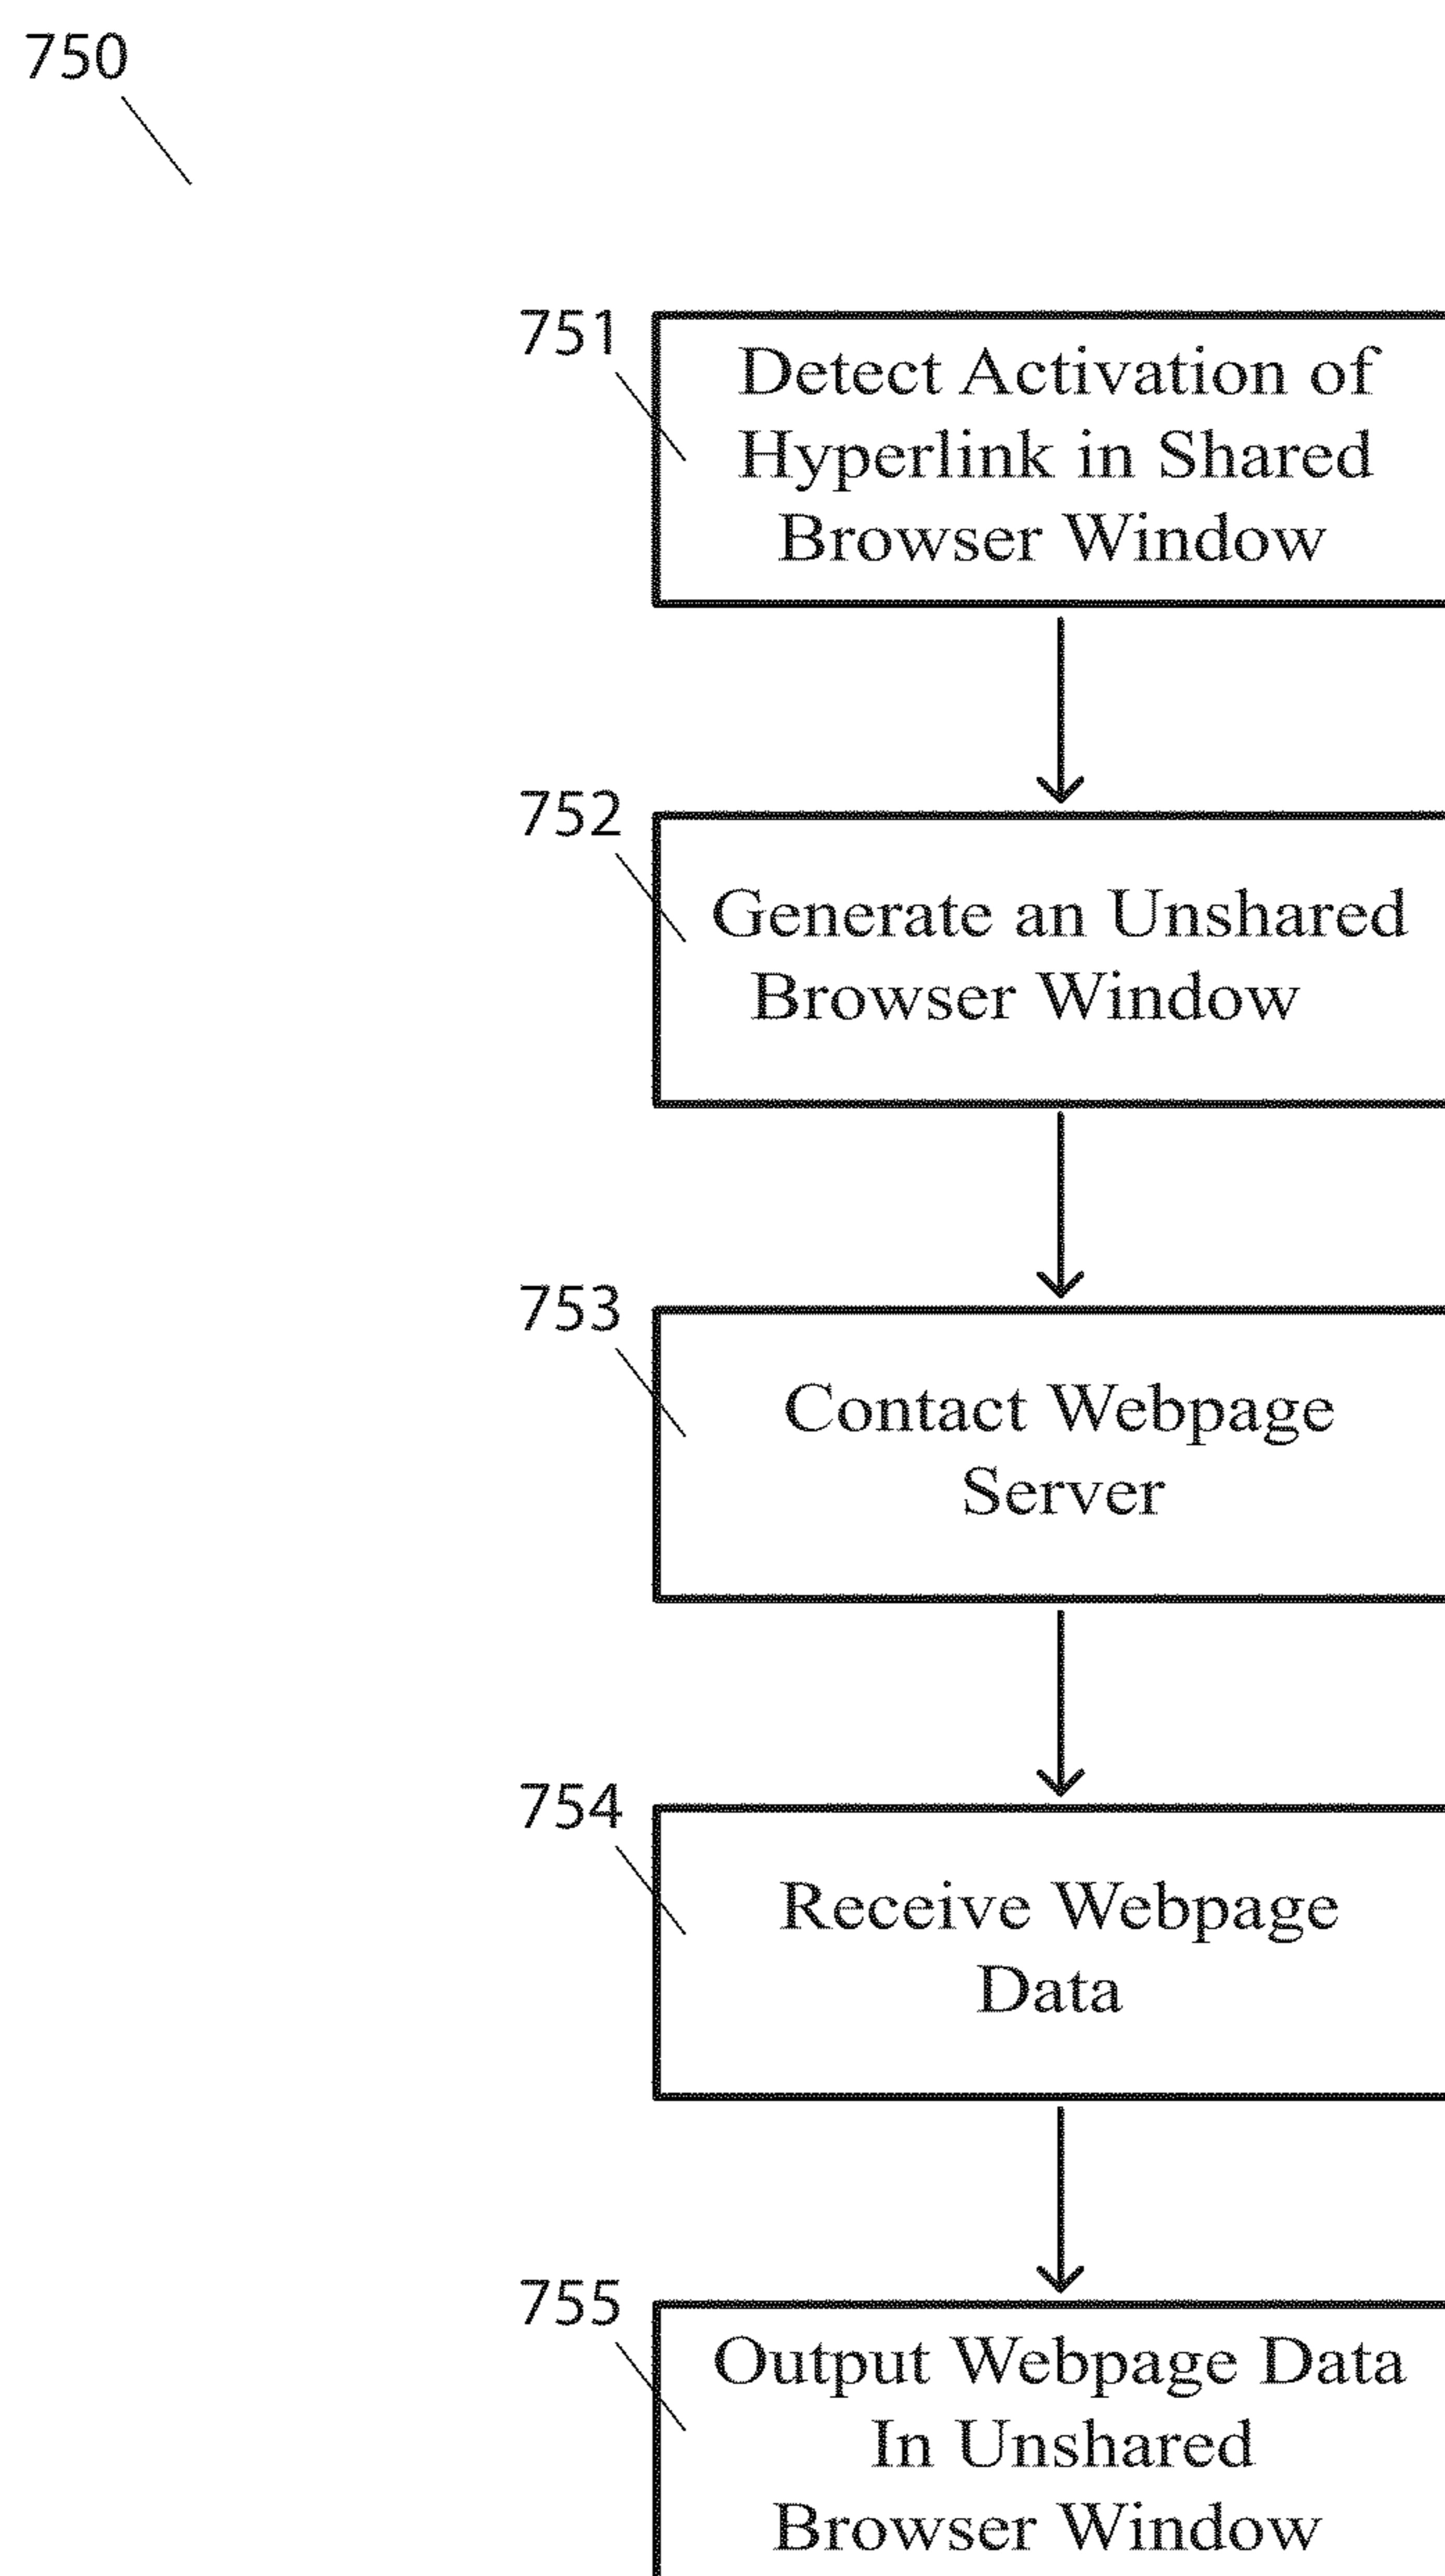 750
751
Detect Activation of
Hyperlink in Shared
Browser Window
752
Generate an Unshared
Browser Window
753
Contact Webpage
Server
754
Receive Webpage
Data
755
Output Webpage Data
In Unshared
Browser Window